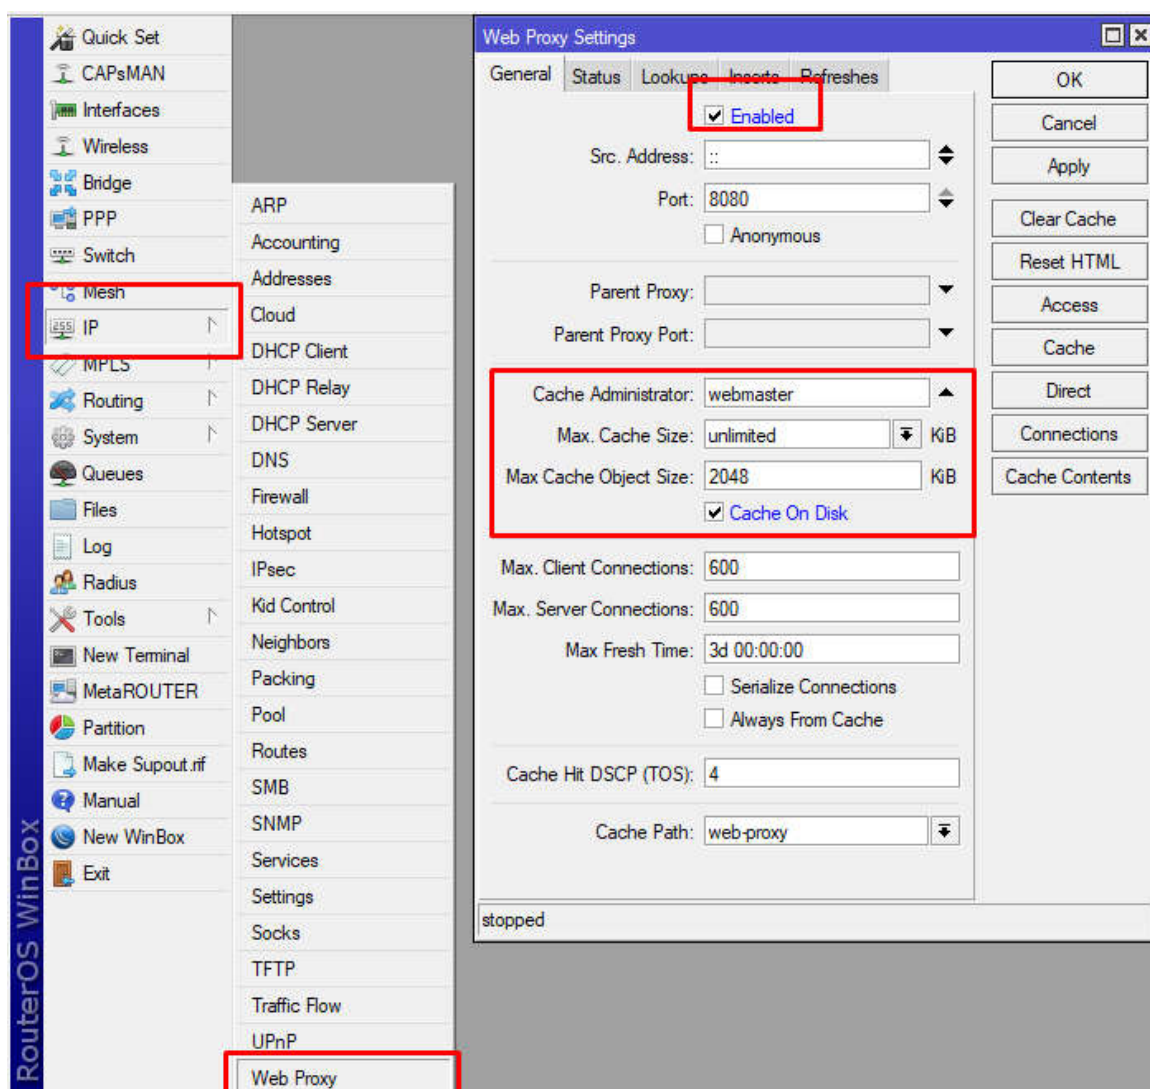 Quick Set
CAPsMAN
Interfaces
Wireless
Bridge
PPP
Switch
Mesh
255 IP
MPLS
Routing
System
Queues
Files
Log
Radius
Tools
New Terminal
MetaROUTER
Partition
Make Supout.rif
Manual
New WinBox
Exit
RouterOS WinBox
ARP
Accounting
Addresses
Cloud
DHCP Client
DHCP Relay
DHCP Server
DNS
Firewall
Hotspot
IPsec
Kid Control
Neighbors
Packing
Pool
Routes
SMB
SNMP
Services
Settings
Socks
TFTP
Traffic Flow
UPnP
Web Proxy
Web Proxy Settings
General Status Lookups Inserts Refreshes
Enabled
Src. Address: ::
Port: 8080
Anonymous
Parent Proxy:
Parent Proxy Port:
Cache Administrator: webmaster
Max. Cache Size: unlimited KiB
Max Cache Object Size: 2048 KiB
Cache On Disk
Max. Client Connections: 600
Max. Server Connections: 600
Max Fresh Time: 3d 00:00:00
Serialize Connections
Always From Cache
Cache Hit DSCP (TOS): 4
Cache Path: web-proxy
stopped
OK
Cancel
Apply
Clear Cache
Reset HTML
Access
Cache
Direct
Connections
Cache Contents